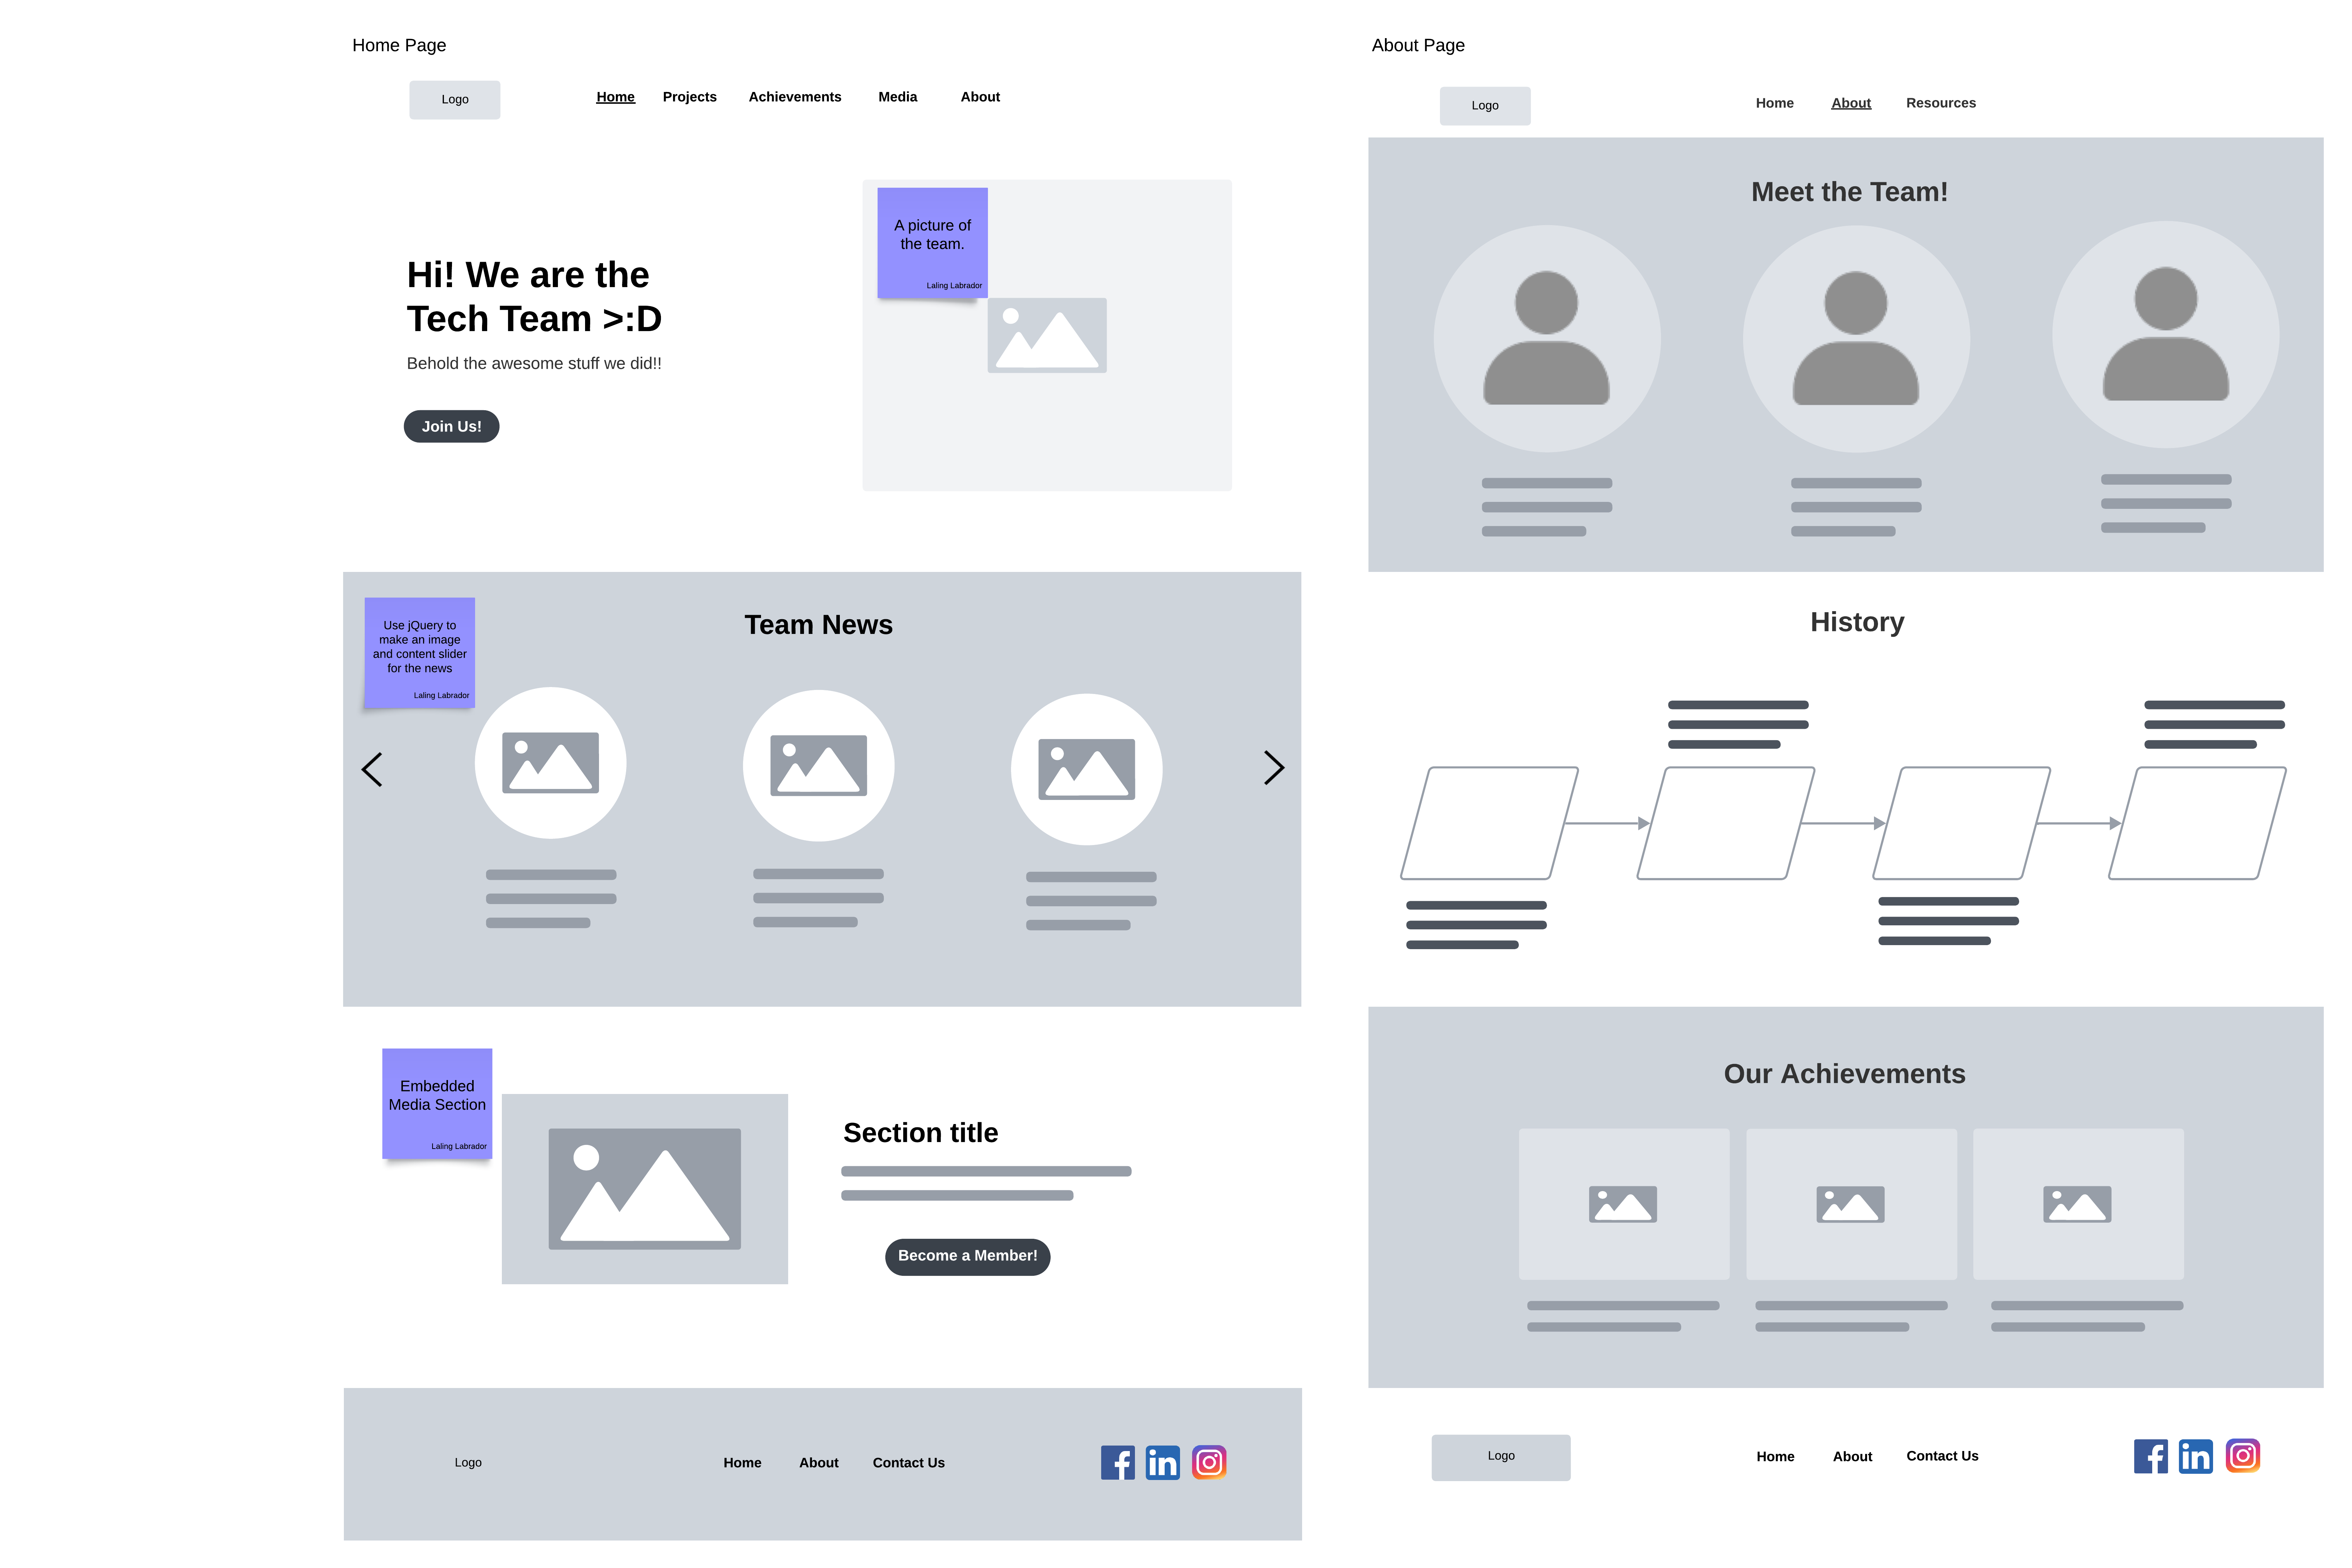 Home Page
Logo
Home Projects Achievements Media About
A picture of
the team.
Laling Labrador
Hi! We are the
Tech Team >:D
Behold the awesome stuff we did!!
Join Us!
Use jQuery to
make an image
and content slider
for the news
Laling Labrador
Team News
Embedded
Media Section
Laling Labrador
Section title
Become a Member!
Logo
Home About Contact Us
About Page
Logo
Home About Resources
Meet the Team!
History
Our Achievements
Logo
Home About Contact Us